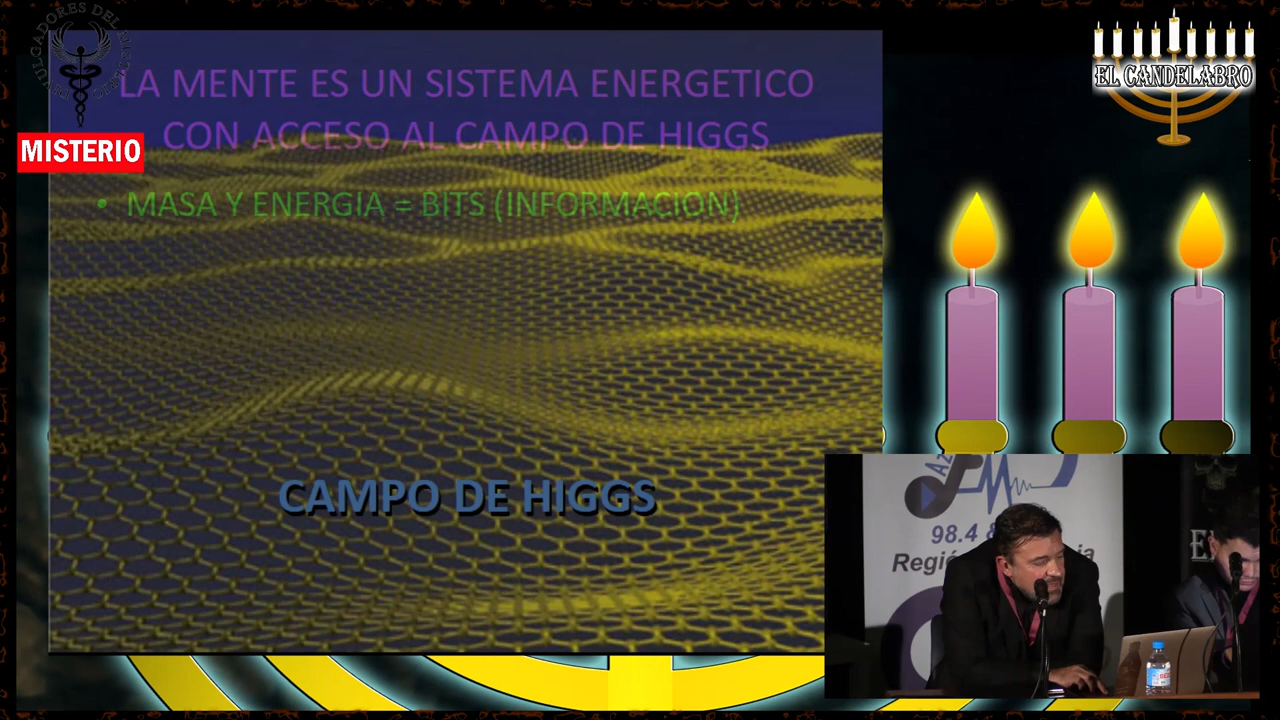 LA MENTE ES UN SISTEMA ENERGETICO
CON ACCESO AL CAMPO DE HIGGS
• MASA Y ENERGIA = BITS (INFORMACION)
CAMPO DE HIGGS
MISTERIO
EL CANDELABRO
98.4
Regió